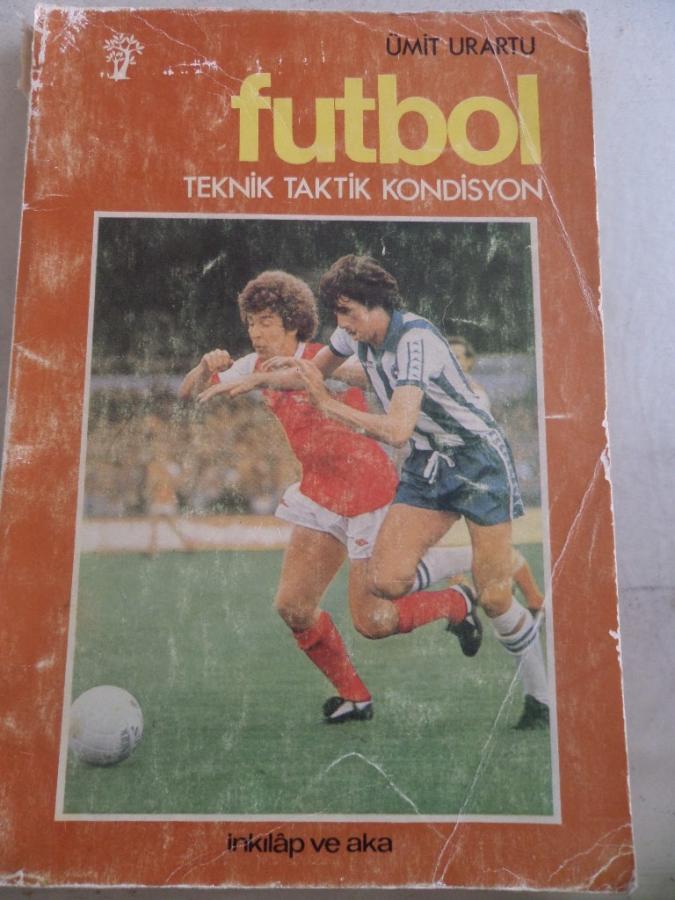 ÜMİT URARTU
futbol
TEKNİK TAKTİK KONDİSYON
inkılâp ve aka